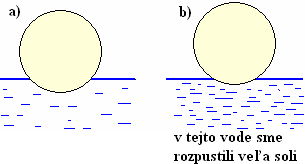 a)
b)
v tejto vode sme
rozpustili veľa soli